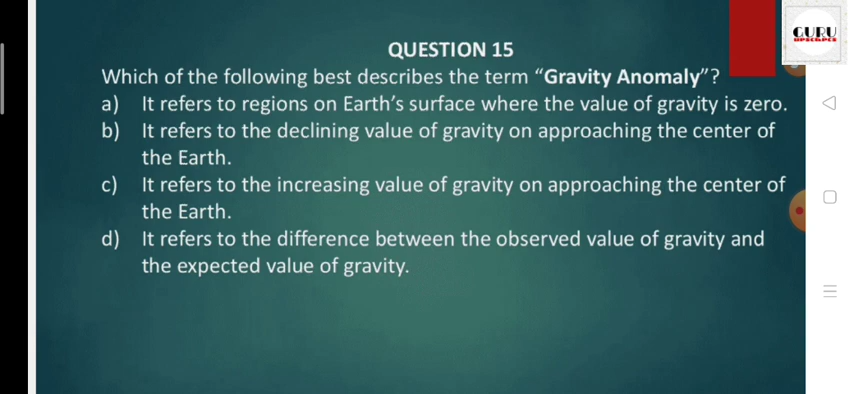 GURU
QUESTION 15
Which of the following best describes the term “Gravity Anomaly”?
a) It refers to regions on Earth’s surface where the value of gravity is zero.
b) It refers to the declining value of gravity on approaching the center of
the Earth.
c) It refers to the increasing value of gravity on approaching the center of
the Earth.
d) It refers to the difference between the observed value of gravity and
the expected value of gravity.